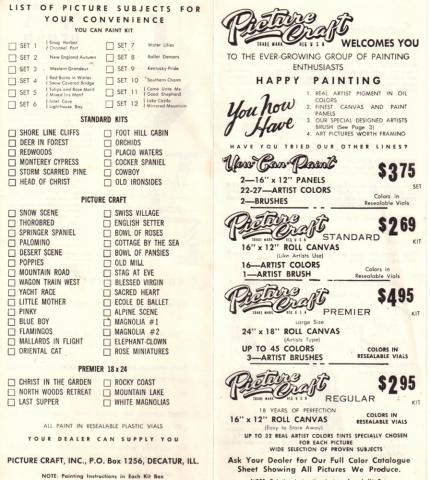 LIST OF PICTURE SUBJECTS FOR
YOUR CONVENIENCE
YOU CAN PAINT KIT
SET 1 1 Snug Harbor
2 Channel Port
SET 2 New England Autumn
SET 3 Western Grandeur
SET 4 1 Red Barns in Winter
2 Snow Covered Bridge
SET 5 1 Tulips and Rose Motif
2 Mixed Iris Motif
SET 6 1 Inlet Cove
2 Lighthouse Bay
SET 7 Water Lilies
SET 8 Ballet Dancers
SET 9 Kentucky Pride
SET 10 Southern Charm
SET 11 1 Come Unto Me
2 Good Shepherd
SET 12 1 Lake Castle
2 Mirrored Mountain
STANDARD KITS
SHORE LINE CLIFFS
DEER IN FOREST
REDWOODS
MONTEREY CYPRESS
STORM SCARRED PINE
HEAD OF CHRIST
FOOT HILL CABIN
ORCHIDS
PLACID WATERS
COCKER SPANIEL
COWBOY
OLD IRONSIDES
PICTURE CRAFT
SNOW SCENE
THOROBRED
SPRINGER SPANIEL
PALOMINO
DESERT SCENE
POPPIES
MOUNTAIN ROAD
WAGON TRAIN WEST
YACHT RACE
LITTLE MOTHER
PINKY
BLUE BOY
FLAMINGOS
MALLARDS IN FLIGHT
ORIENTAL CAT
SWISS VILLAGE
ENGLISH SETTER
BOWL OF ROSES
COTTAGE BY THE SEA
BOWL OF PANSIES
OLD MILL
STAG AT EVE
BLESSED VIRGIN
SACRED HEART
ECOLE DE BALLET
ALPINE SCENE
MAGNOLIA #1
MAGNOLIA #2
ELEPHANT-CLOWN
ROSE MINIATURES
PREMIER 18 x 24
CHRIST IN THE GARDEN
NORTH WOODS RETREAT
LAST SUPPER
ROCKY COAST
MOUNTAIN LAKE
WHITE MAGNOLIAS
ALL PAINT IN RESEALABLE PLASTIC VIALS
YOUR DEALER CAN SUPPLY YOU
PICTURE CRAFT, INC., P.O. Box 1256, DECATUR, ILL.
NOTE: Painting Instructions in Each Kit Box
Picture Craft
TRADE MARK REG U S A
WELCOMES YOU
TO THE EVER-GROWING GROUP OF PAINTING
ENTHUSIASTS
HAPPY PAINTING
You now Have
1. REAL ARTIST PIGMENT IN OIL
COLORS
2. FINEST CANVAS AND PAINT
PANELS
3. OUR SPECIAL DESIGNED ARTISTS
BRUSH (See Page 3)
4. ART PICTURES WORTH FRAMING
HAVE YOU TRIED OUR OTHER LINES?
You Can Paint
$3.75
SET
2—16" x 12" PANELS
22-27—ARTIST COLORS
2—BRUSHES
Colors in
Resealable Vials
Picture Craft
TRADE MARK REG U S A
STANDARD
$2.69
KIT
16" x 12" ROLL CANVAS
(Like Artists Use)
16—ARTIST COLORS
1—ARTIST BRUSH
Colors in
Resealable Vials
Picture Craft
TRADE MARK REG U S A
PREMIER
$4.95
KIT
Large Size
24" x 18" ROLL CANVAS
(Artists Type)
UP TO 45 COLORS
3—ARTIST BRUSHES
COLORS IN
RESEALABLE VIALS
Picture Craft
REGULAR
$2.95
KIT
18 YEARS OF PERFECTION
16" x 12" ROLL CANVAS
(Easy to Store Away)
COLORS IN
RESEALABLE VIALS
UP TO 32 REAL ARTIST COLORS TINTS SPECIALLY CHOSEN
FOR EACH PICTURE
WIDE SELECTION OF PROVEN SUBJECTS
Ask Your Dealer for Our Full Color Catalogue
Sheet Showing All Pictures We Produce.